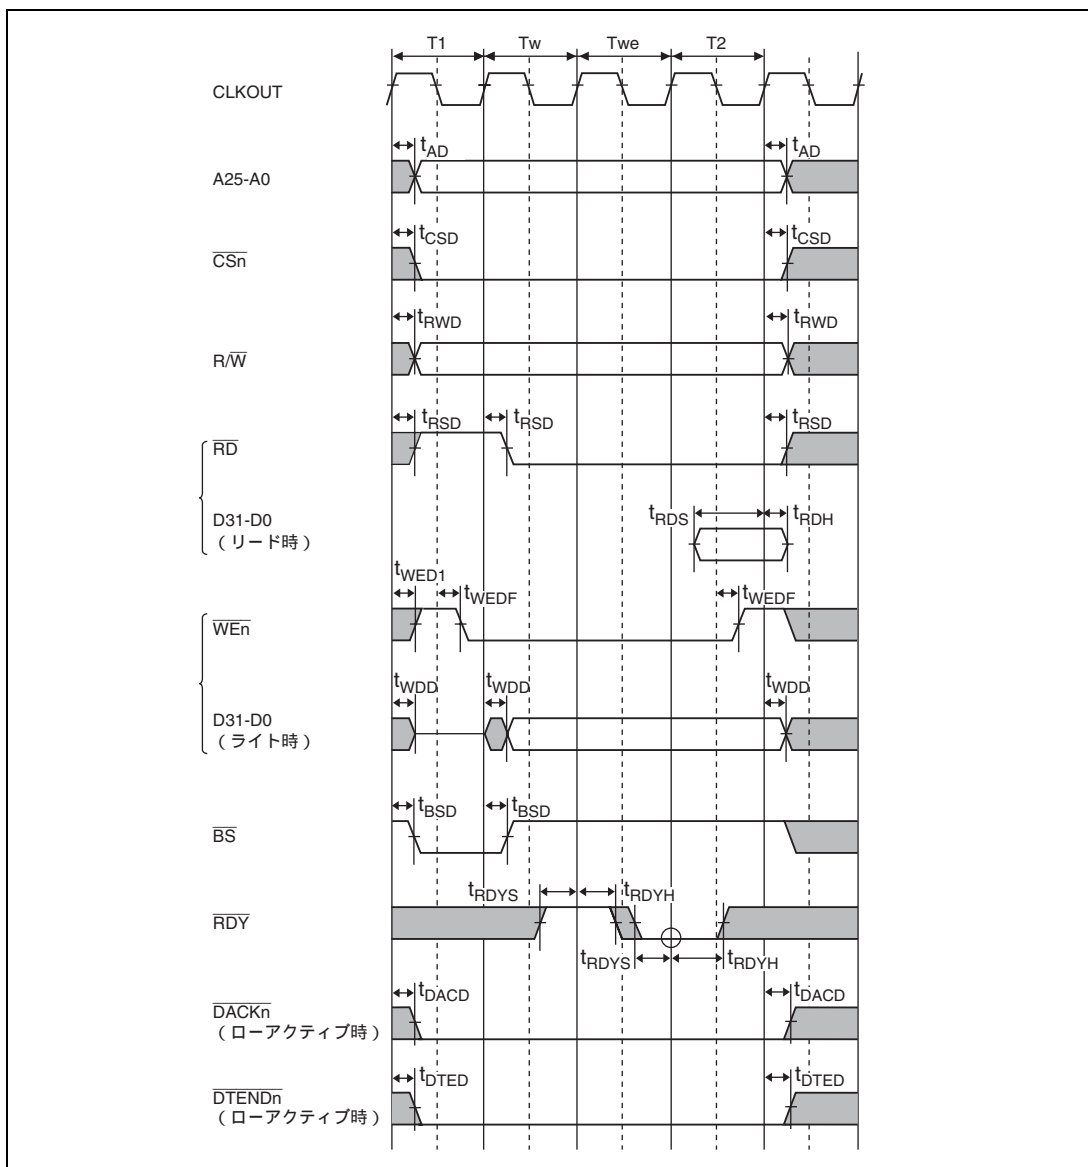 T1 Tw Twe T2
CLKOUT
tAD tAD
A25-A0
tCSD tCSD
CSn
tRWD tRWD
R/W
tRSD tRSD tRSD
RD
tRDS tRDH
D31-D0
(リード時)
tWED1 tWEDF tWEDF
WEn
tWDD tWDD tWDD
D31-D0
(ライト時)
tBSD tBSD
BS
tRDYS tRDYH
RDY
tRDYS tRDYH
tDACD tDACD
DACKn
(ローアクティブ時)
tDTED tDTED
DTENDn
(ローアクティブ時)